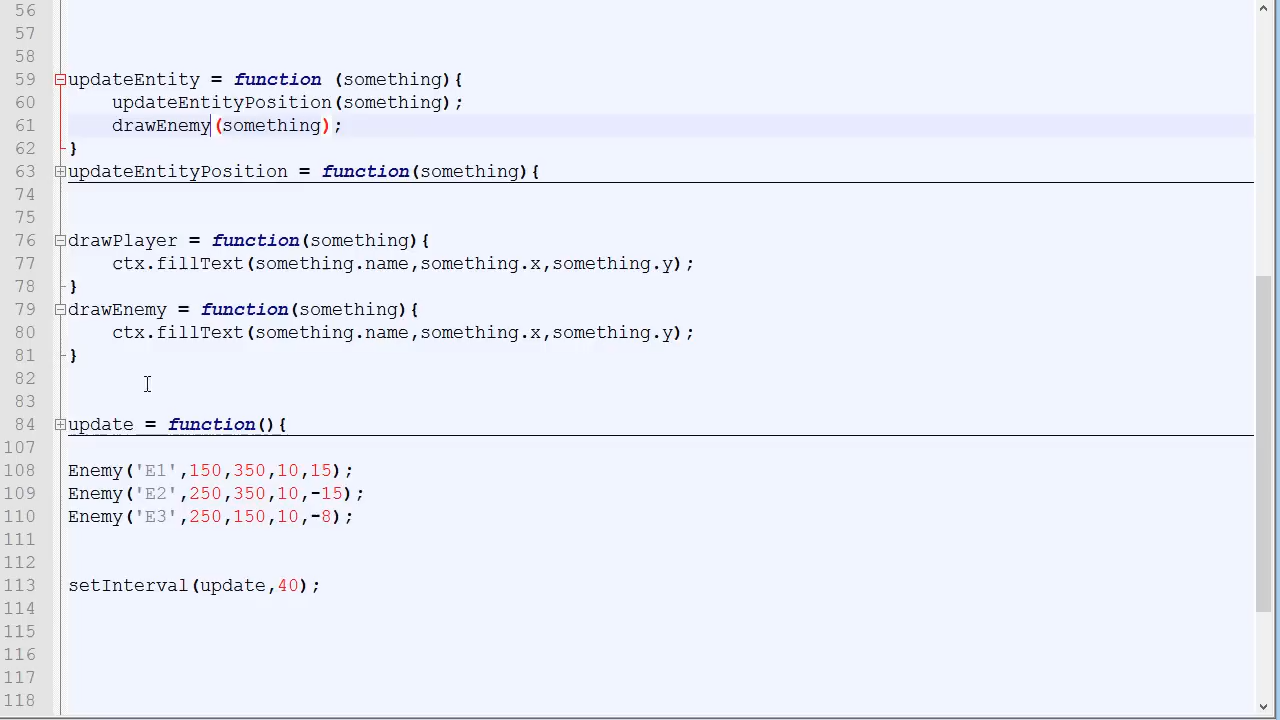 56
57
58
59 updateEntity = function (something){
60 updateEntityPosition(something);
61 drawEnemy(something);
62 }
63 updateEntityPosition = function(something){
74
75
76 drawPlayer = function(something){
77 ctx.fillText(something.name,something.x,something.y);
78 }
79 drawEnemy = function(something){
80 ctx.fillText(something.name,something.x,something.y);
81 }
82
83
84 update = function(){
107
108 Enemy('E1',150,350,10,15);
109 Enemy('E2',250,350,10,-15);
110 Enemy('E3',250,150,10,-8);
111
112
113 setInterval(update,40);
114
115
116
117
118